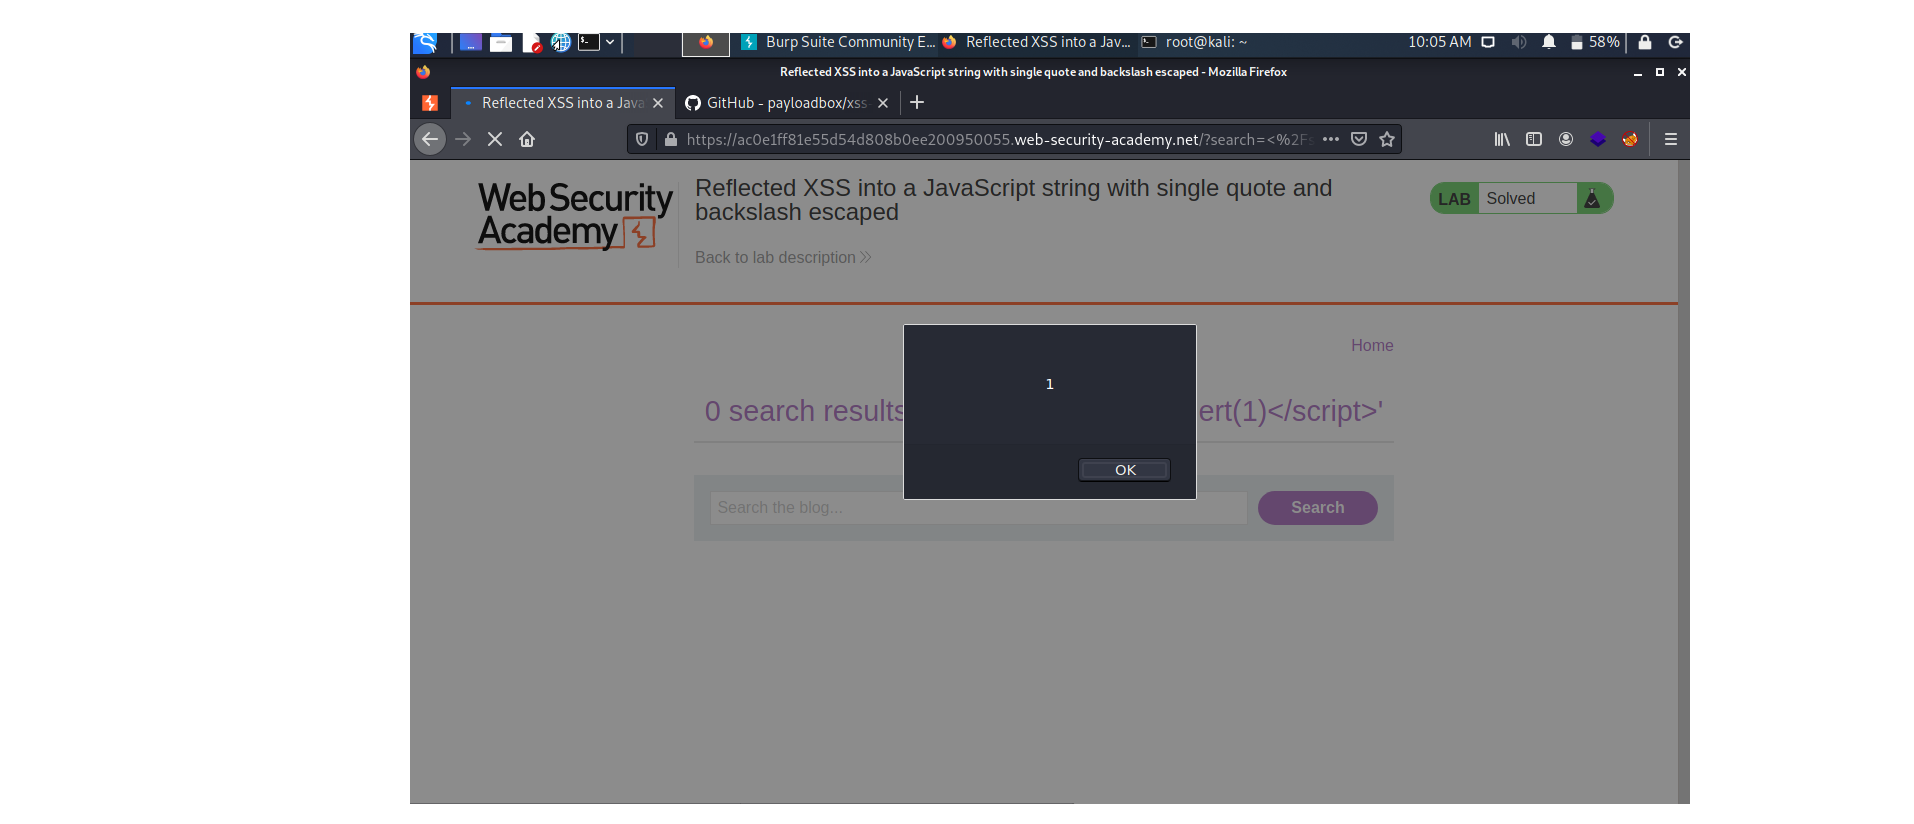 Burp Suite Community E... Reflected XSS into a Jav... root@kali: ~ 10:05 AM 58%
Reflected XSS into a JavaScript string with single quote and backslash escaped - Mozilla Firefox
Reflected XSS into a Java GitHub - payloadbox/xss
https://ac0e1ff81e55d54d808b0ee200950055.web-security-academy.net/?search=<%2Fs
Web Security
Academy
Reflected XSS into a JavaScript string with single quote and
backslash escaped
LAB Solved
Back to lab description
Home
1
0 search results ert(1)</script>'
OK
Search the blog... Search